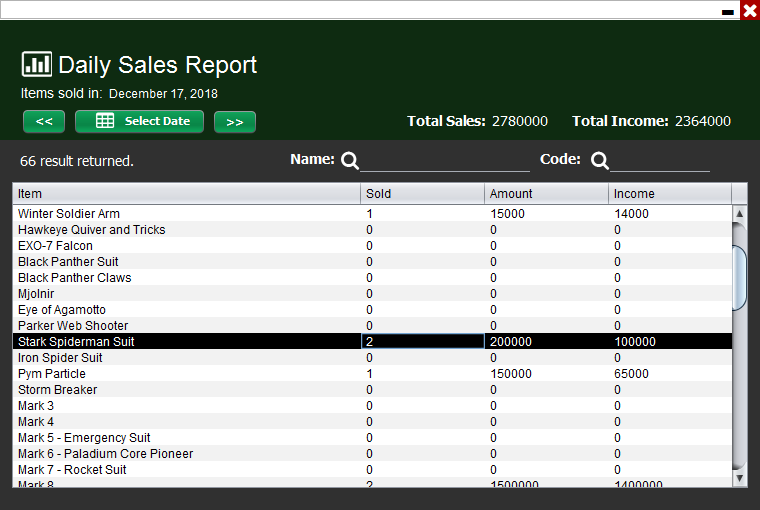 Daily Sales Report
Items sold in: December 17, 2018
<< Select Date >> Total Sales: 2780000 Total Income: 2364000
66 result returned. Name: Code:
Item Sold Amount Income
Winter Soldier Arm 1 15000 14000
Hawkeye Quiver and Tricks 0 0 0
EXO-7 Falcon 0 0 0
Black Panther Suit 0 0 0
Black Panther Claws 0 0 0
Mjolnir 0 0 0
Eye of Agamotto 0 0 0
Parker Web Shooter 0 0 0
Stark Spiderman Suit 2 200000 100000
Iron Spider Suit 0 0 0
Pym Particle 1 150000 65000
Storm Breaker 0 0 0
Mark 3 0 0 0
Mark 4 0 0 0
Mark 5 - Emergency Suit 0 0 0
Mark 6 - Paladium Core Pioneer 0 0 0
Mark 7 - Rocket Suit 0 0 0
Mark 8 2 1500000 1400000